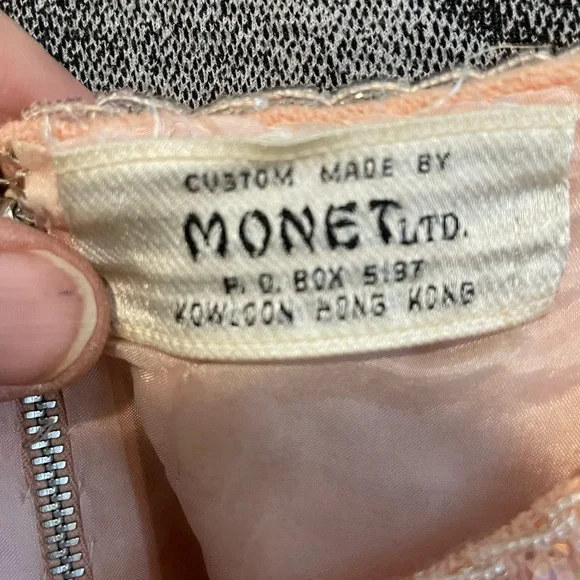 CUSTOM MADE BY
MONET LTD.
P. O. BOX 5197
KOWLOON HONG KONG